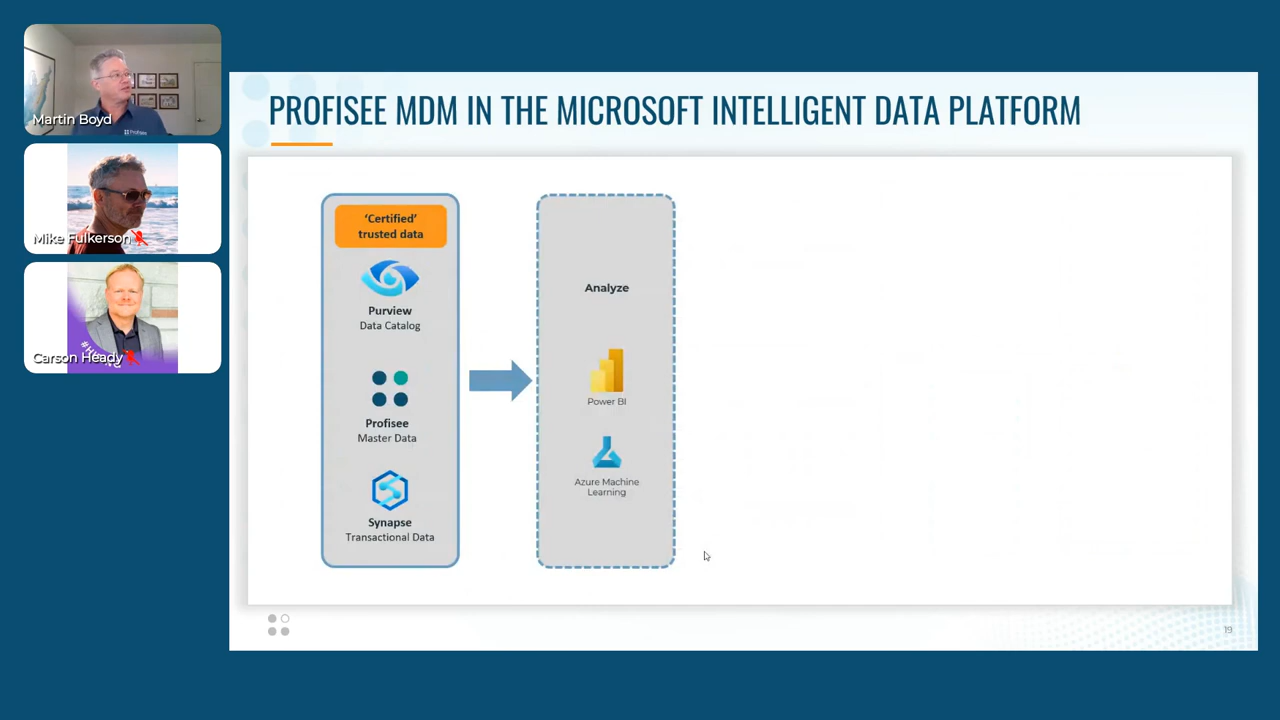 Martin Boyd
Mike Fulkerson
Carson Heady
PROFISEE MDM IN THE MICROSOFT INTELLIGENT DATA PLATFORM
‘Certified’
trusted data
Purview
Data Catalog
Profisee
Master Data
Synapse
Transactional Data
Analyze
Power BI
Azure Machine
Learning
19